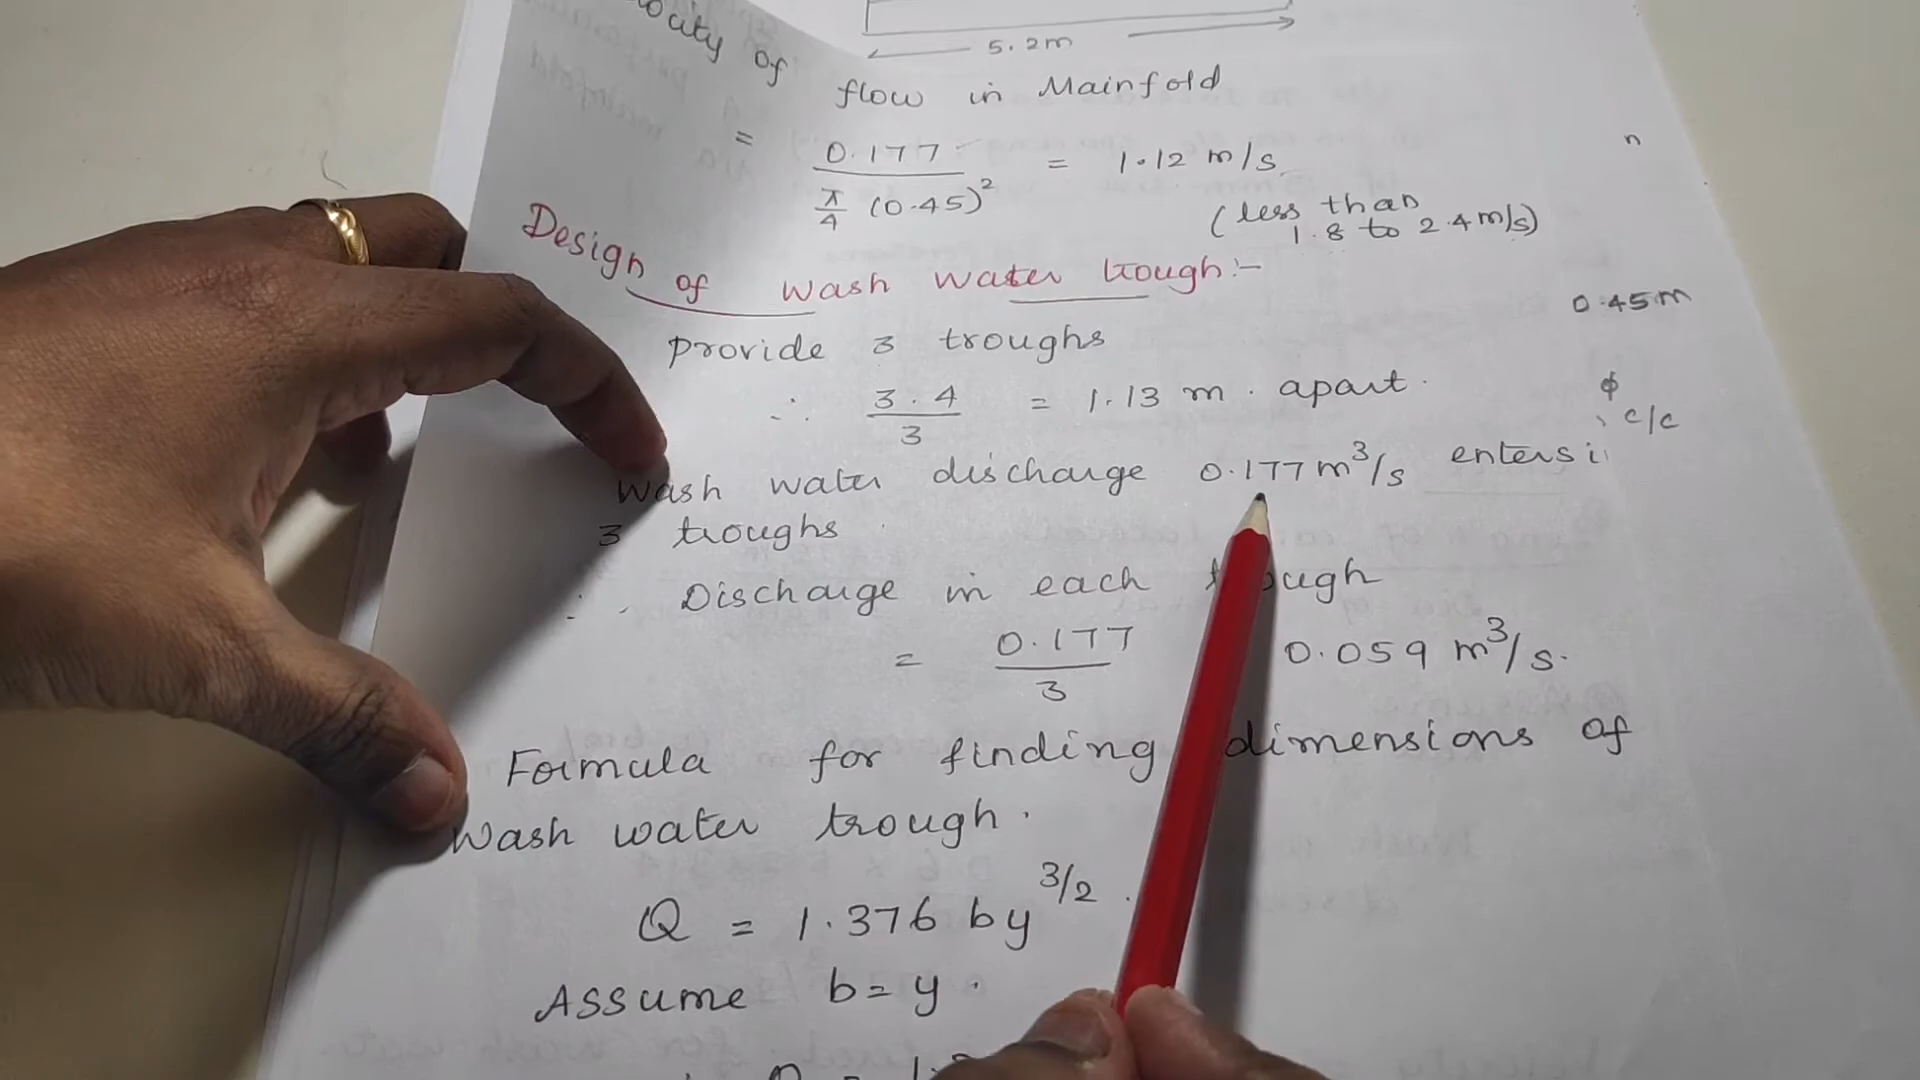 5.2m
of flow in Mainfold
= 0.177 / π/4 (0.45)² = 1.12 m/s
(less than
1.8 to 2.4 m/s)
n
Design of wash water trough:-
0.45m
provide 3 troughs
∴ 3.4 / 3 = 1.13 m. apart.
φ
c/c
wash water discharge 0.177 m³/s enters
3 troughs
∴ Discharge in each trough
= 0.177 / 3 0.059 m³/s.
Formula for finding dimensions of
wash water trough.
Q = 1.376 by^3/2.
Assume b=y.